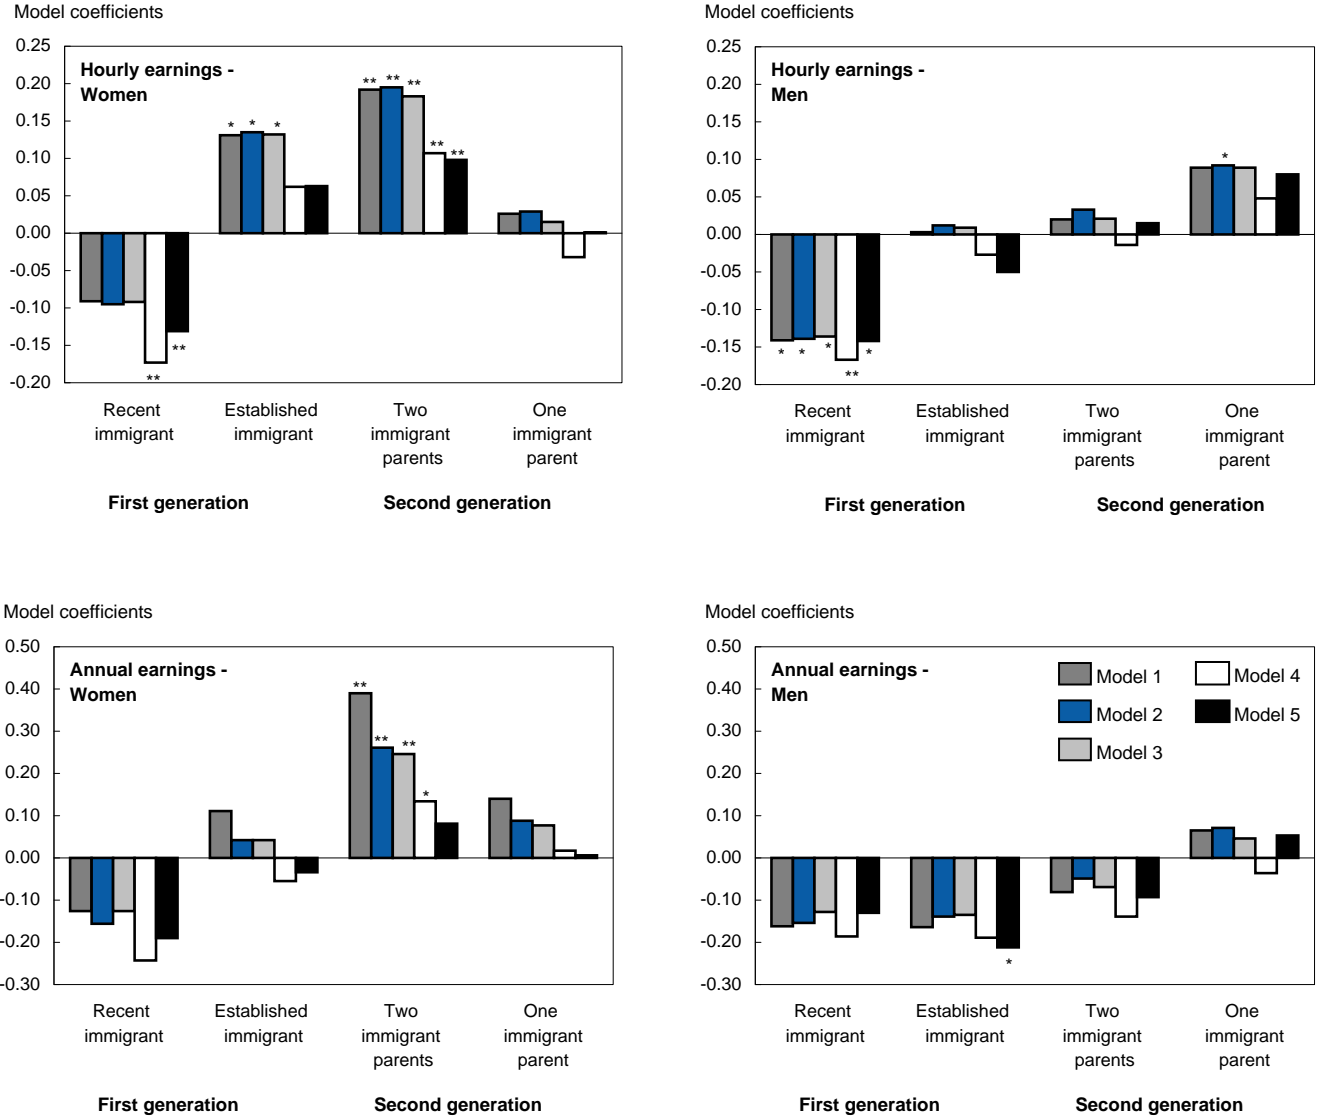 Model coefficients
Hourly earnings -
Women
0.25
0.20
0.15
0.10
0.05
0.00
-0.05
-0.10
-0.15
-0.20
* * *
** ** **
** **
**
**
Recent
immigrant
Established
immigrant
Two
immigrant
parents
One
immigrant
parent
First generation
Second generation
Model coefficients
Hourly earnings -
Men
0.25
0.20
0.15
0.10
0.05
0.00
-0.05
-0.10
-0.15
-0.20
*
* * * ** *
Recent
immigrant
Established
immigrant
Two
immigrant
parents
One
immigrant
parent
First generation
Second generation
Model coefficients
Annual earnings -
Women
0.50
0.40
0.30
0.20
0.10
0.00
-0.10
-0.20
-0.30
**
** **
*
Recent
immigrant
Established
immigrant
Two
immigrant
parents
One
immigrant
parent
First generation
Second generation
Model coefficients
Annual earnings -
Men
Model 1
Model 2
Model 3
Model 4
Model 5
0.50
0.40
0.30
0.20
0.10
0.00
-0.10
-0.20
-0.30
*
Recent
immigrant
Established
immigrant
Two
immigrant
parents
One
immigrant
parent
First generation
Second generation